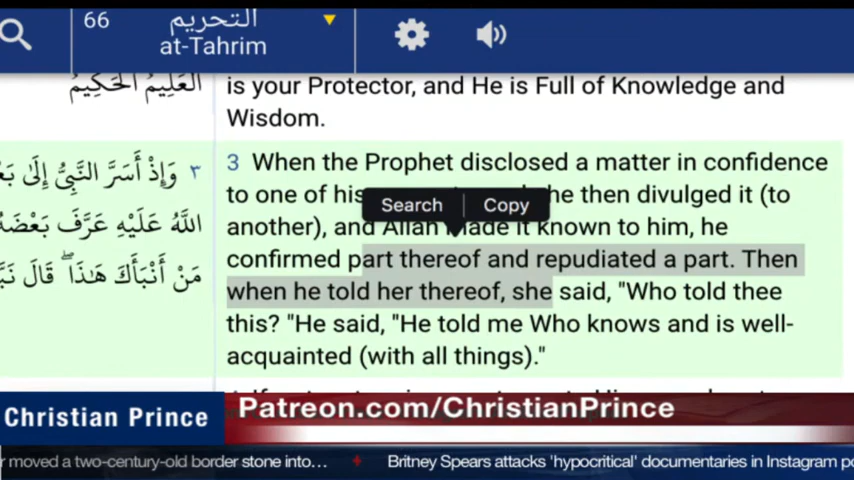 66
التحريم
at-Tahrim
العَلِيمُ الْحَكِيمُ
is your Protector, and He is Full of Knowledge and
Wisdom.
٣ وَإِذْ أَسَرَّ النَّبِيُّ إِلَىٰ
اللَّهُ عَلَيْهِ عَرَّفَ بَعْضَهُ
مَنْ أَنْبَأَكَ هَٰذَا ۖ قَالَ
3 When the Prophet disclosed a matter in confidence
to one of his he then divulged it (to
Search Copy
another), and Allah made it known to him, he
confirmed part thereof and repudiated a part. Then
when he told her thereof, she said, "Who told thee
this? "He said, "He told me Who knows and is well-
acquainted (with all things)."
Christian Prince
Patreon.com/ChristianPrince
r moved a two-century-old border stone into…
Britney Spears attacks 'hypocritical' documentaries in Instagram po